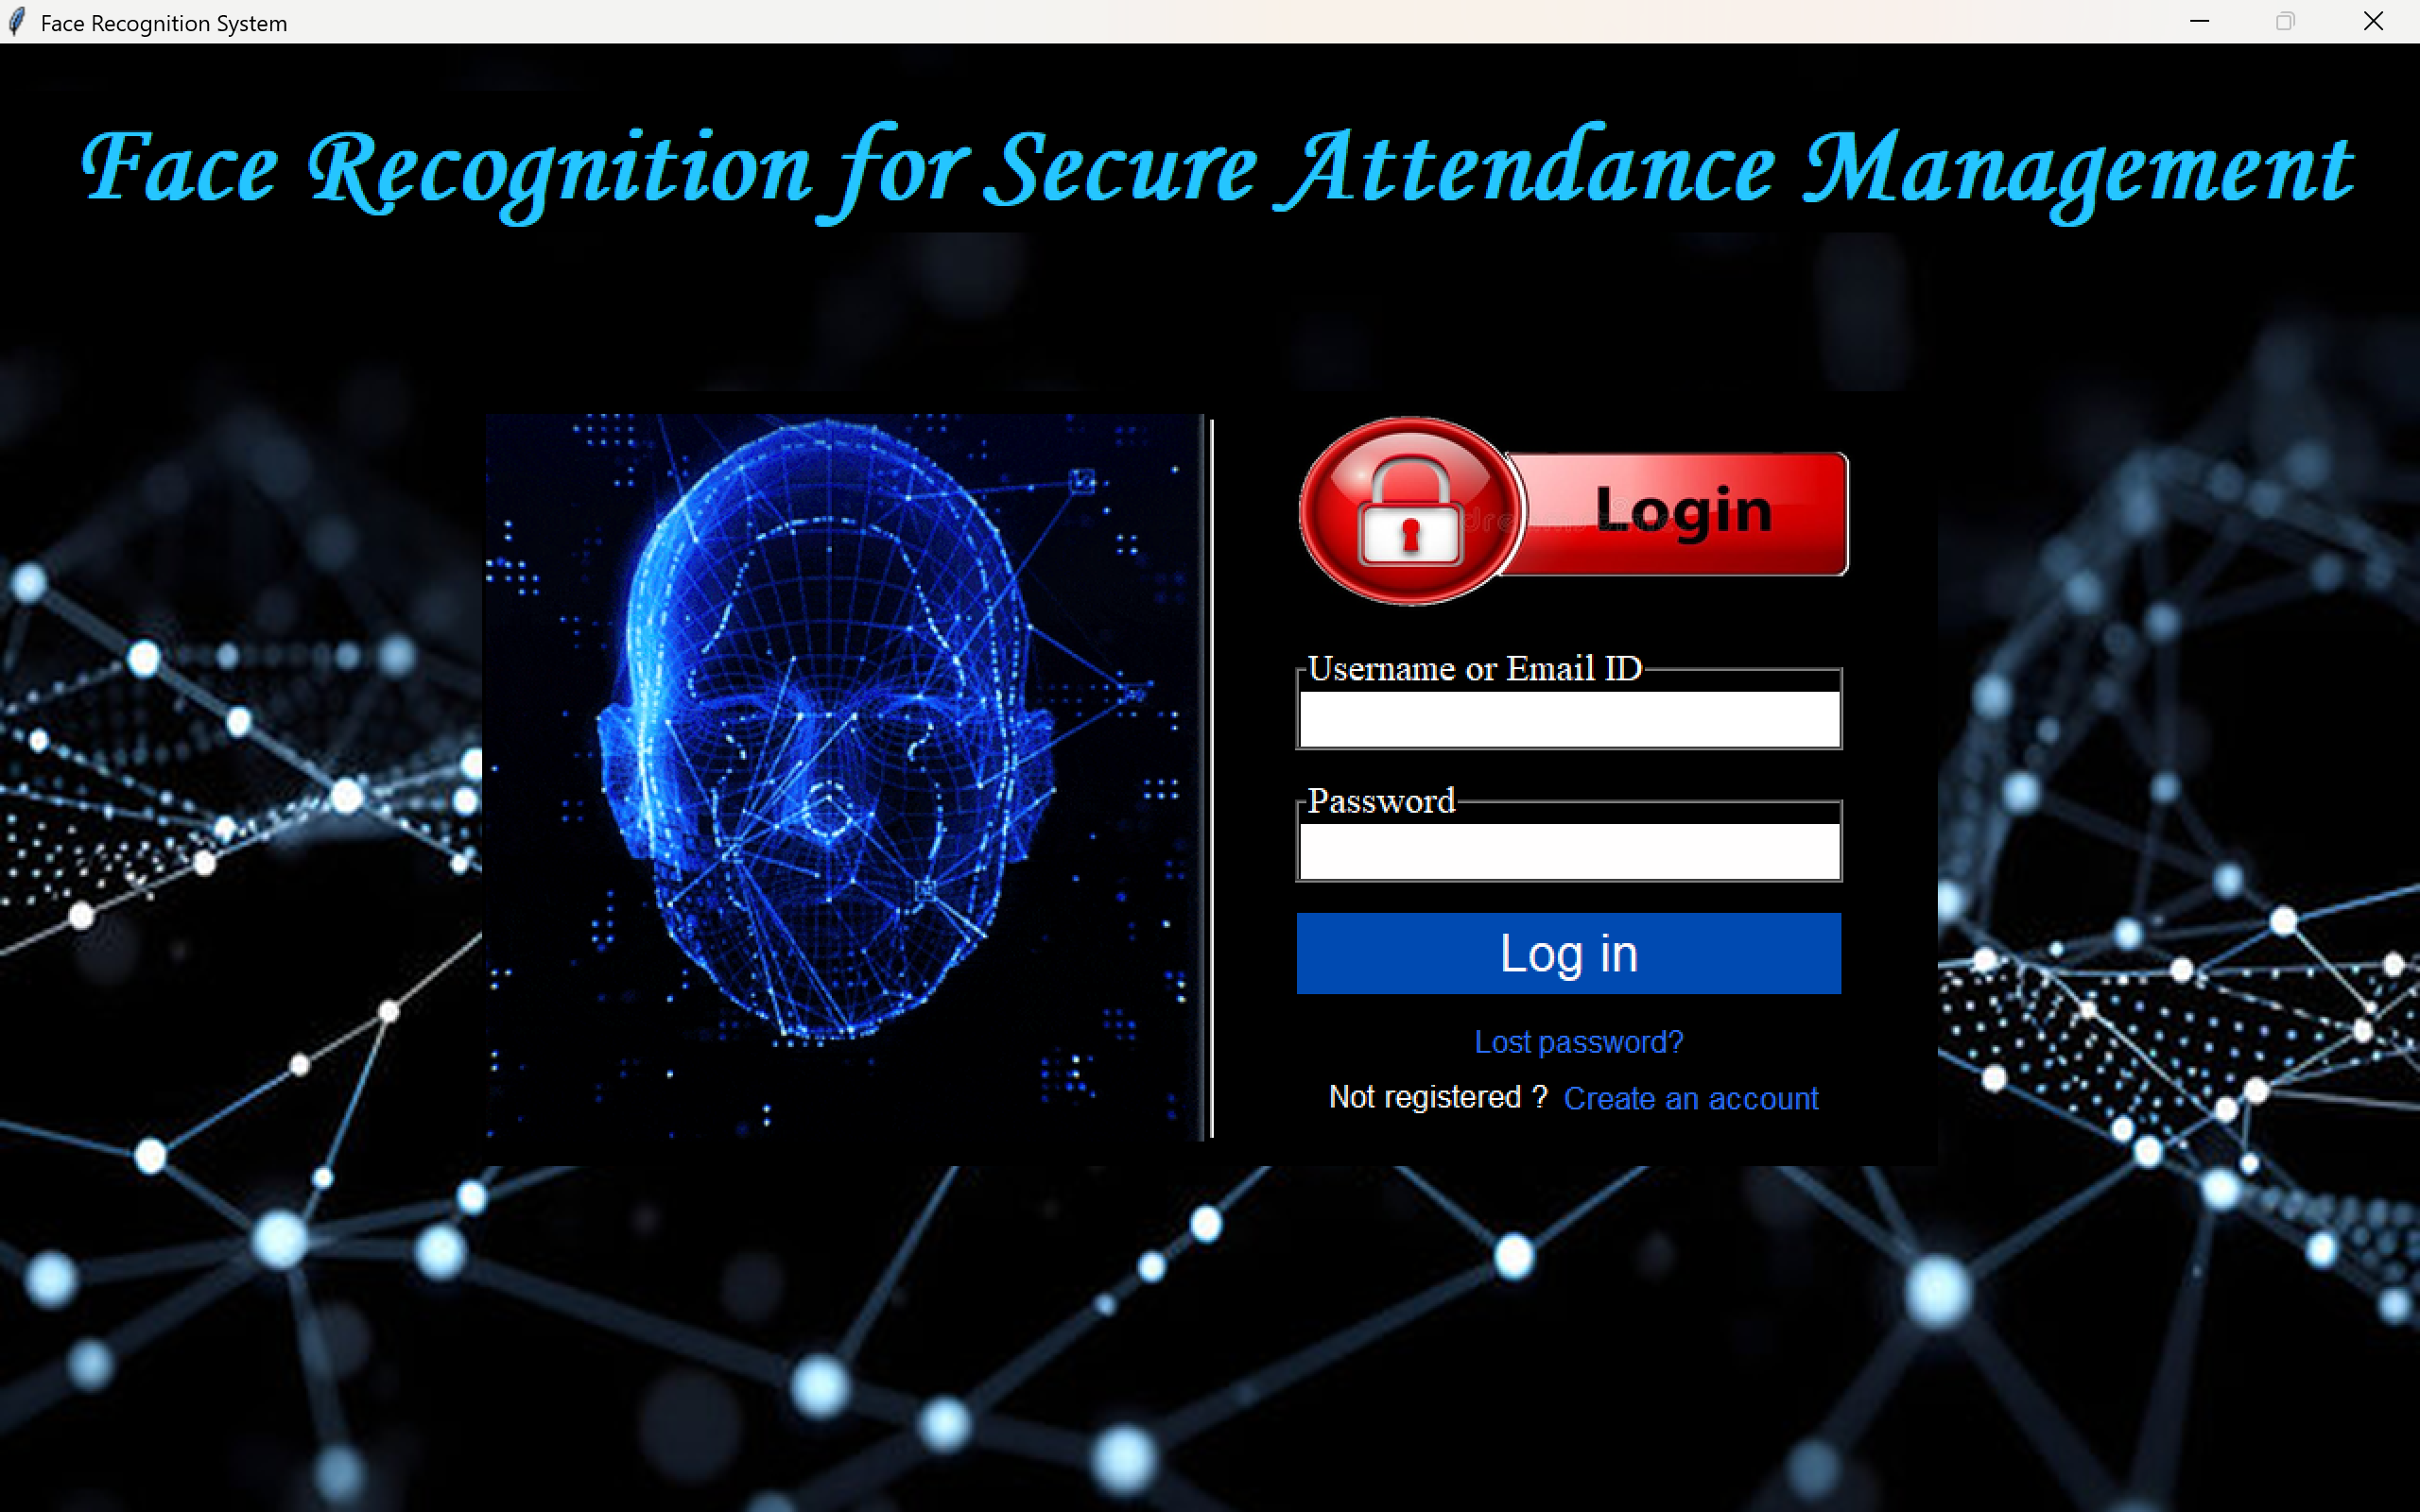 Face Recognition System
Face Recognition for Secure Attendance Management
Login
Username or Email ID
Password
Log in
Lost password?
Not registered ? Create an account